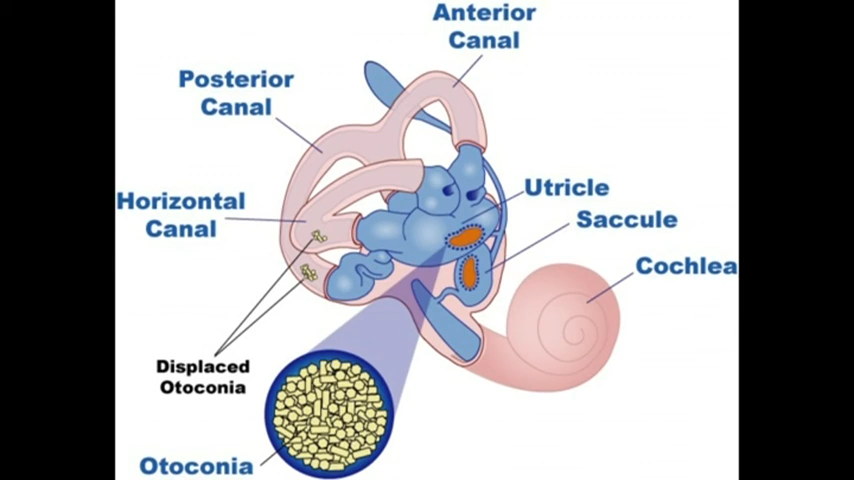 Anterior
Canal
Posterior
Canal
Horizontal
Canal
Utricle
Saccule
Cochlea
Displaced
Otoconia
Otoconia